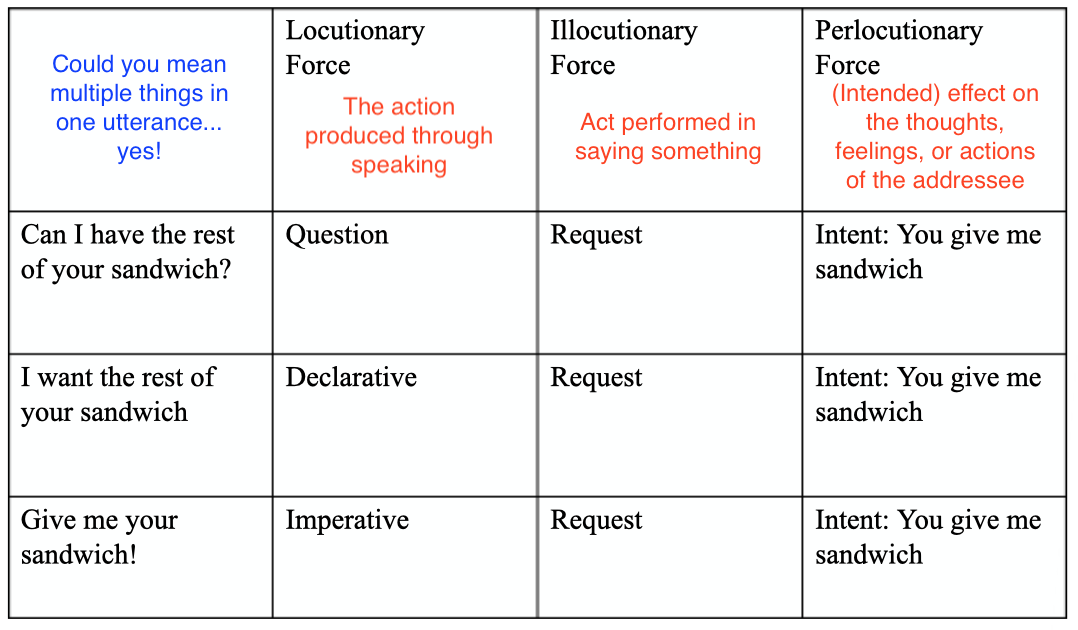 Could you mean
multiple things in
one utterance...
yes!
Locutionary
Force
The action
produced through
speaking
Illocutionary
Force
Act performed in
saying something
Perlocutionary
Force
(Intended) effect on
the thoughts,
feelings, or actions
of the addressee
Can I have the rest
of your sandwich?
Question
Request
Intent: You give me
sandwich
I want the rest of
your sandwich
Declarative
Request
Intent: You give me
sandwich
Give me your
sandwich!
Imperative
Request
Intent: You give me
sandwich